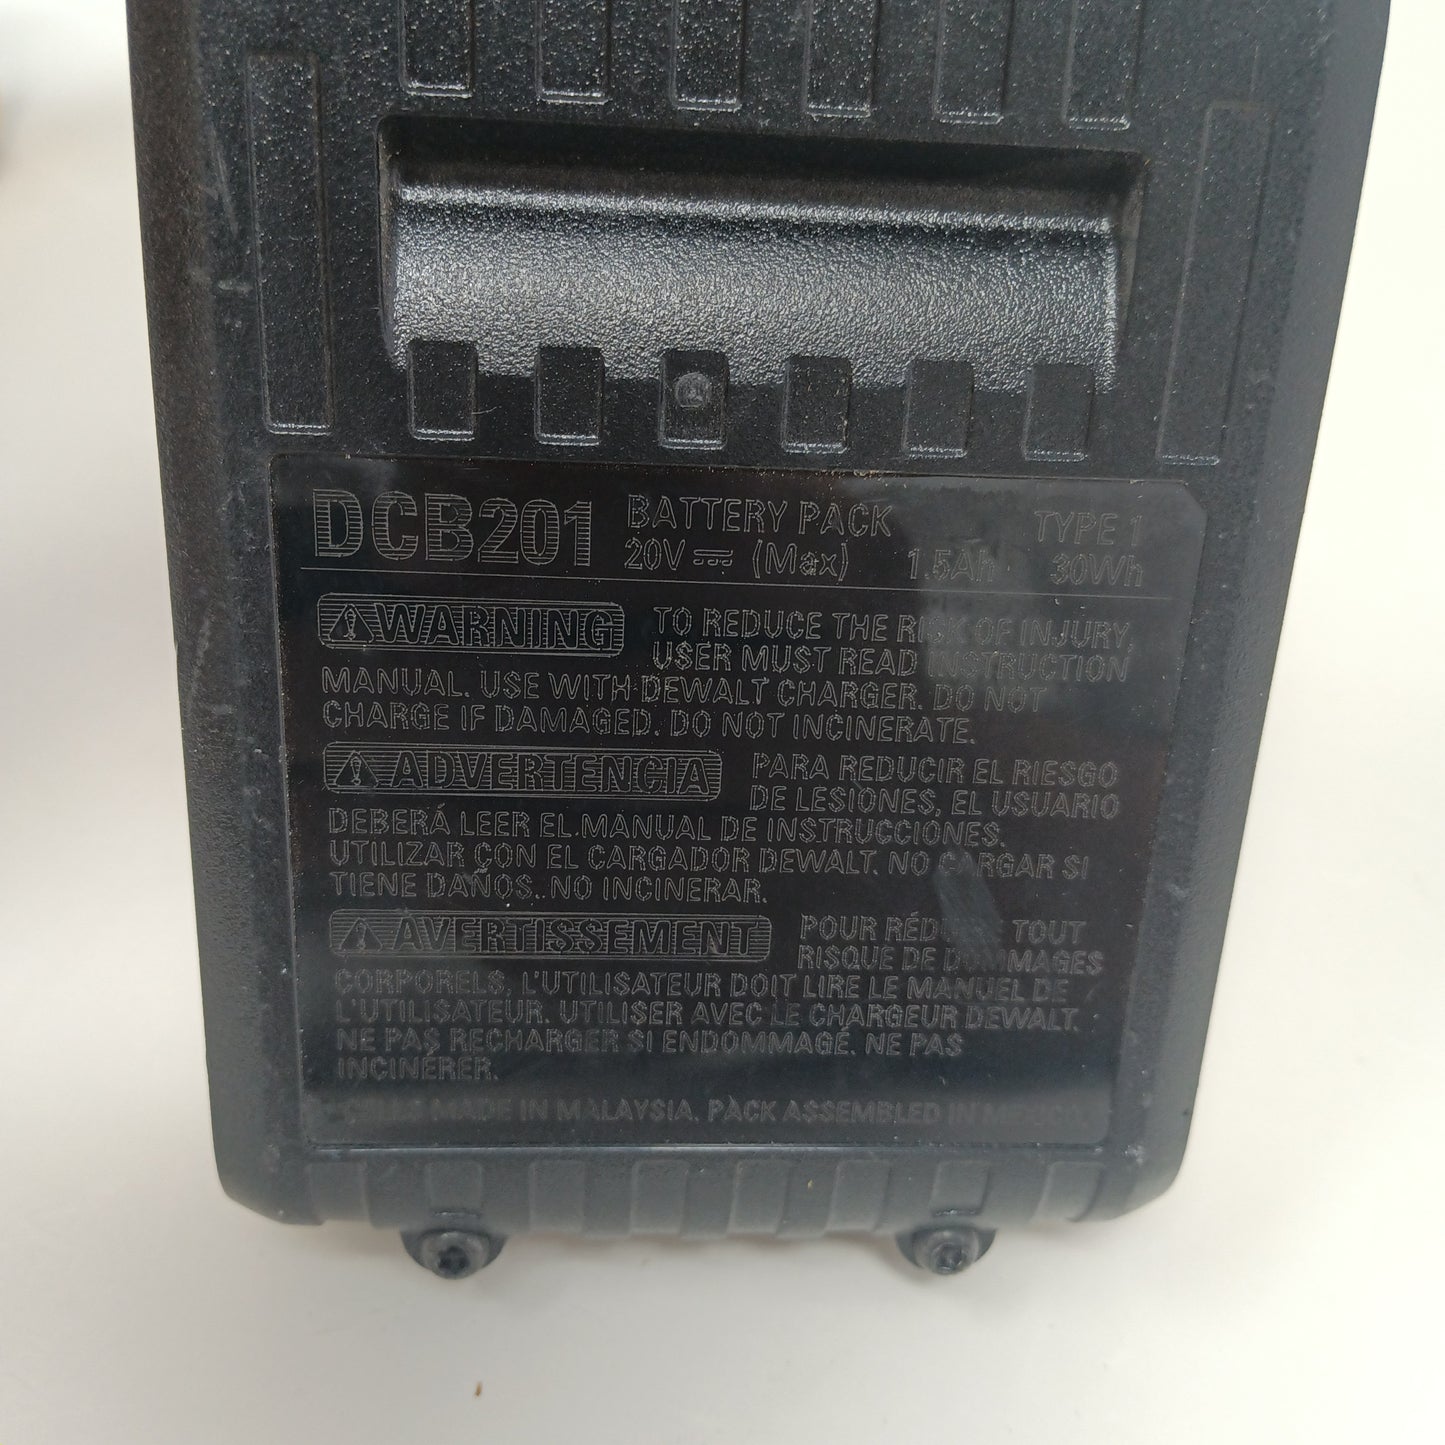 DCB201 BATTERY PACK TYPE 1
20V ⎓ (Max) 1.5Ah 30Wh
⚠WARNING TO REDUCE THE RISK OF INJURY,
USER MUST READ INSTRUCTION
MANUAL. USE WITH DEWALT CHARGER. DO NOT
CHARGE IF DAMAGED. DO NOT INCINERATE.
⚠ADVERTENCIA PARA REDUCIR EL RIESGO
DE LESIONES, EL USUARIO
DEBERÁ LEER EL MANUAL DE INSTRUCCIONES.
UTILIZAR CON EL CARGADOR DEWALT. NO CARGAR SI
TIENE DAÑOS. NO INCINERAR.
⚠AVERTISSEMENT POUR RÉDUIRE TOUT
RISQUE DE DOMMAGES
CORPORELS, L'UTILISATEUR DOIT LIRE LE MANUEL DE
L'UTILISATEUR. UTILISER AVEC LE CHARGEUR DEWALT.
NE PAS RECHARGER SI ENDOMMAGÉ. NE PAS
INCINÉRER.
CELLS MADE IN MALAYSIA. PACK ASSEMBLED IN MEXICO.